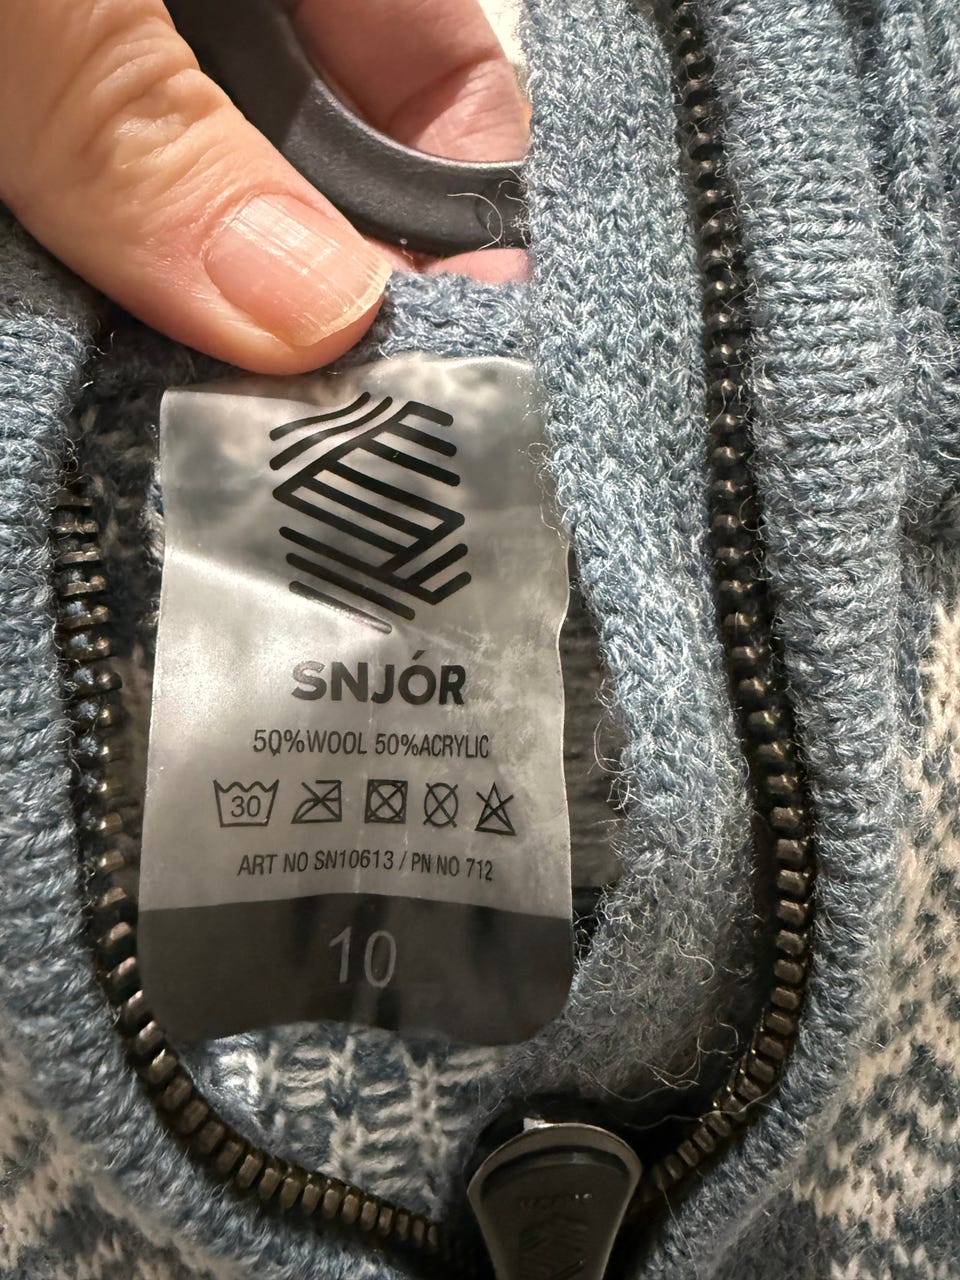 SNJÓR
50%WOOL 50%ACRYLIC
30
ART NO SN10613 / PN NO 712
10